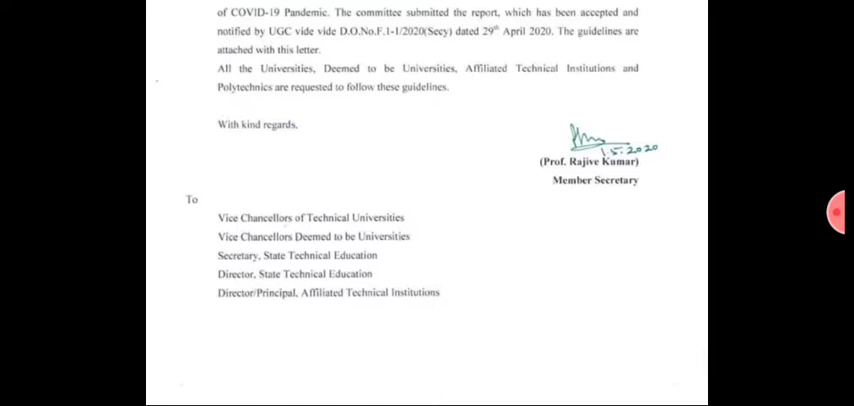 of COVID-19 Pandemic. The committee submitted the report, which has been accepted and
notified by UGC vide vide D.O.No.F.1-1/2020(Secy) dated 29th April 2020. The guidelines are
attached with this letter.
All the Universities, Deemed to be Universities, Affiliated Technical Institutions and
Polytechnics are requested to follow these guidelines.
With kind regards,
1.5.2020
(Prof. Rajive Kumar)
Member Secretary
To
Vice Chancellors of Technical Universities
Vice Chancellors Deemed to be Universities
Secretary, State Technical Education
Director, State Technical Education
Director/Principal, Affiliated Technical Institutions